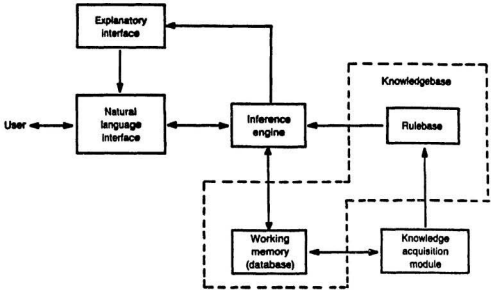 Explanatory
interface
Knowledgebase
User
Natural
language
interface
Inference
engine
Rulebase
Working
memory
(database)
Knowledge
acquisition
module